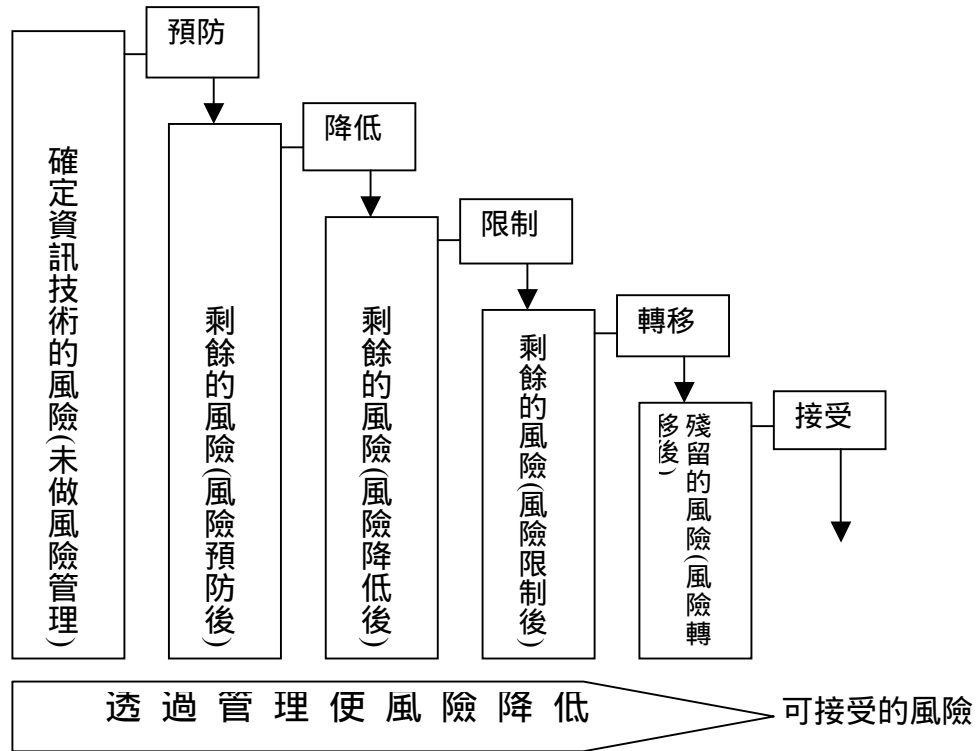 預防
確定資訊技術的風險(未做風險管理)
降低
剩餘的風險(風險預防後)
限制
剩餘的風險(風險降低後)
轉移
剩餘的風險(風險限制後)
接受
殘留的風險(風險轉
移後)
透過管理使風險降低
可接受的風險